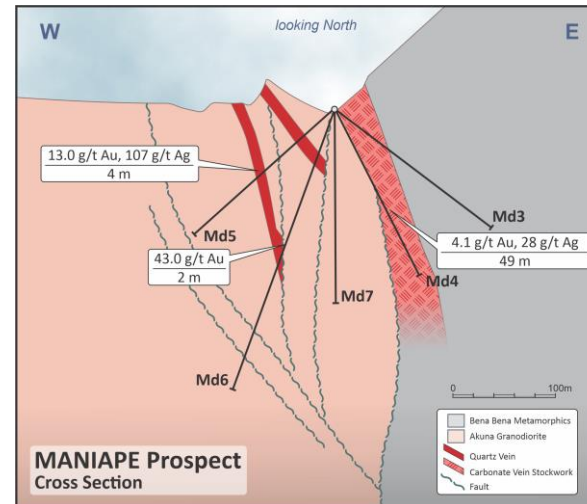 W
looking North
E
13.0 g/t Au, 107 g/t Ag
4 m
Md3
Md5
4.1 g/t Au, 28 g/t Ag
49 m
43.0 g/t Au
2 m
Md4
Md7
Md6
0
100m
Bena Bena Metamorphics
Akuna Granodiorite
Quartz Vein
Carbonate Vein Stockwork
Fault
MANIAPE Prospect
Cross Section